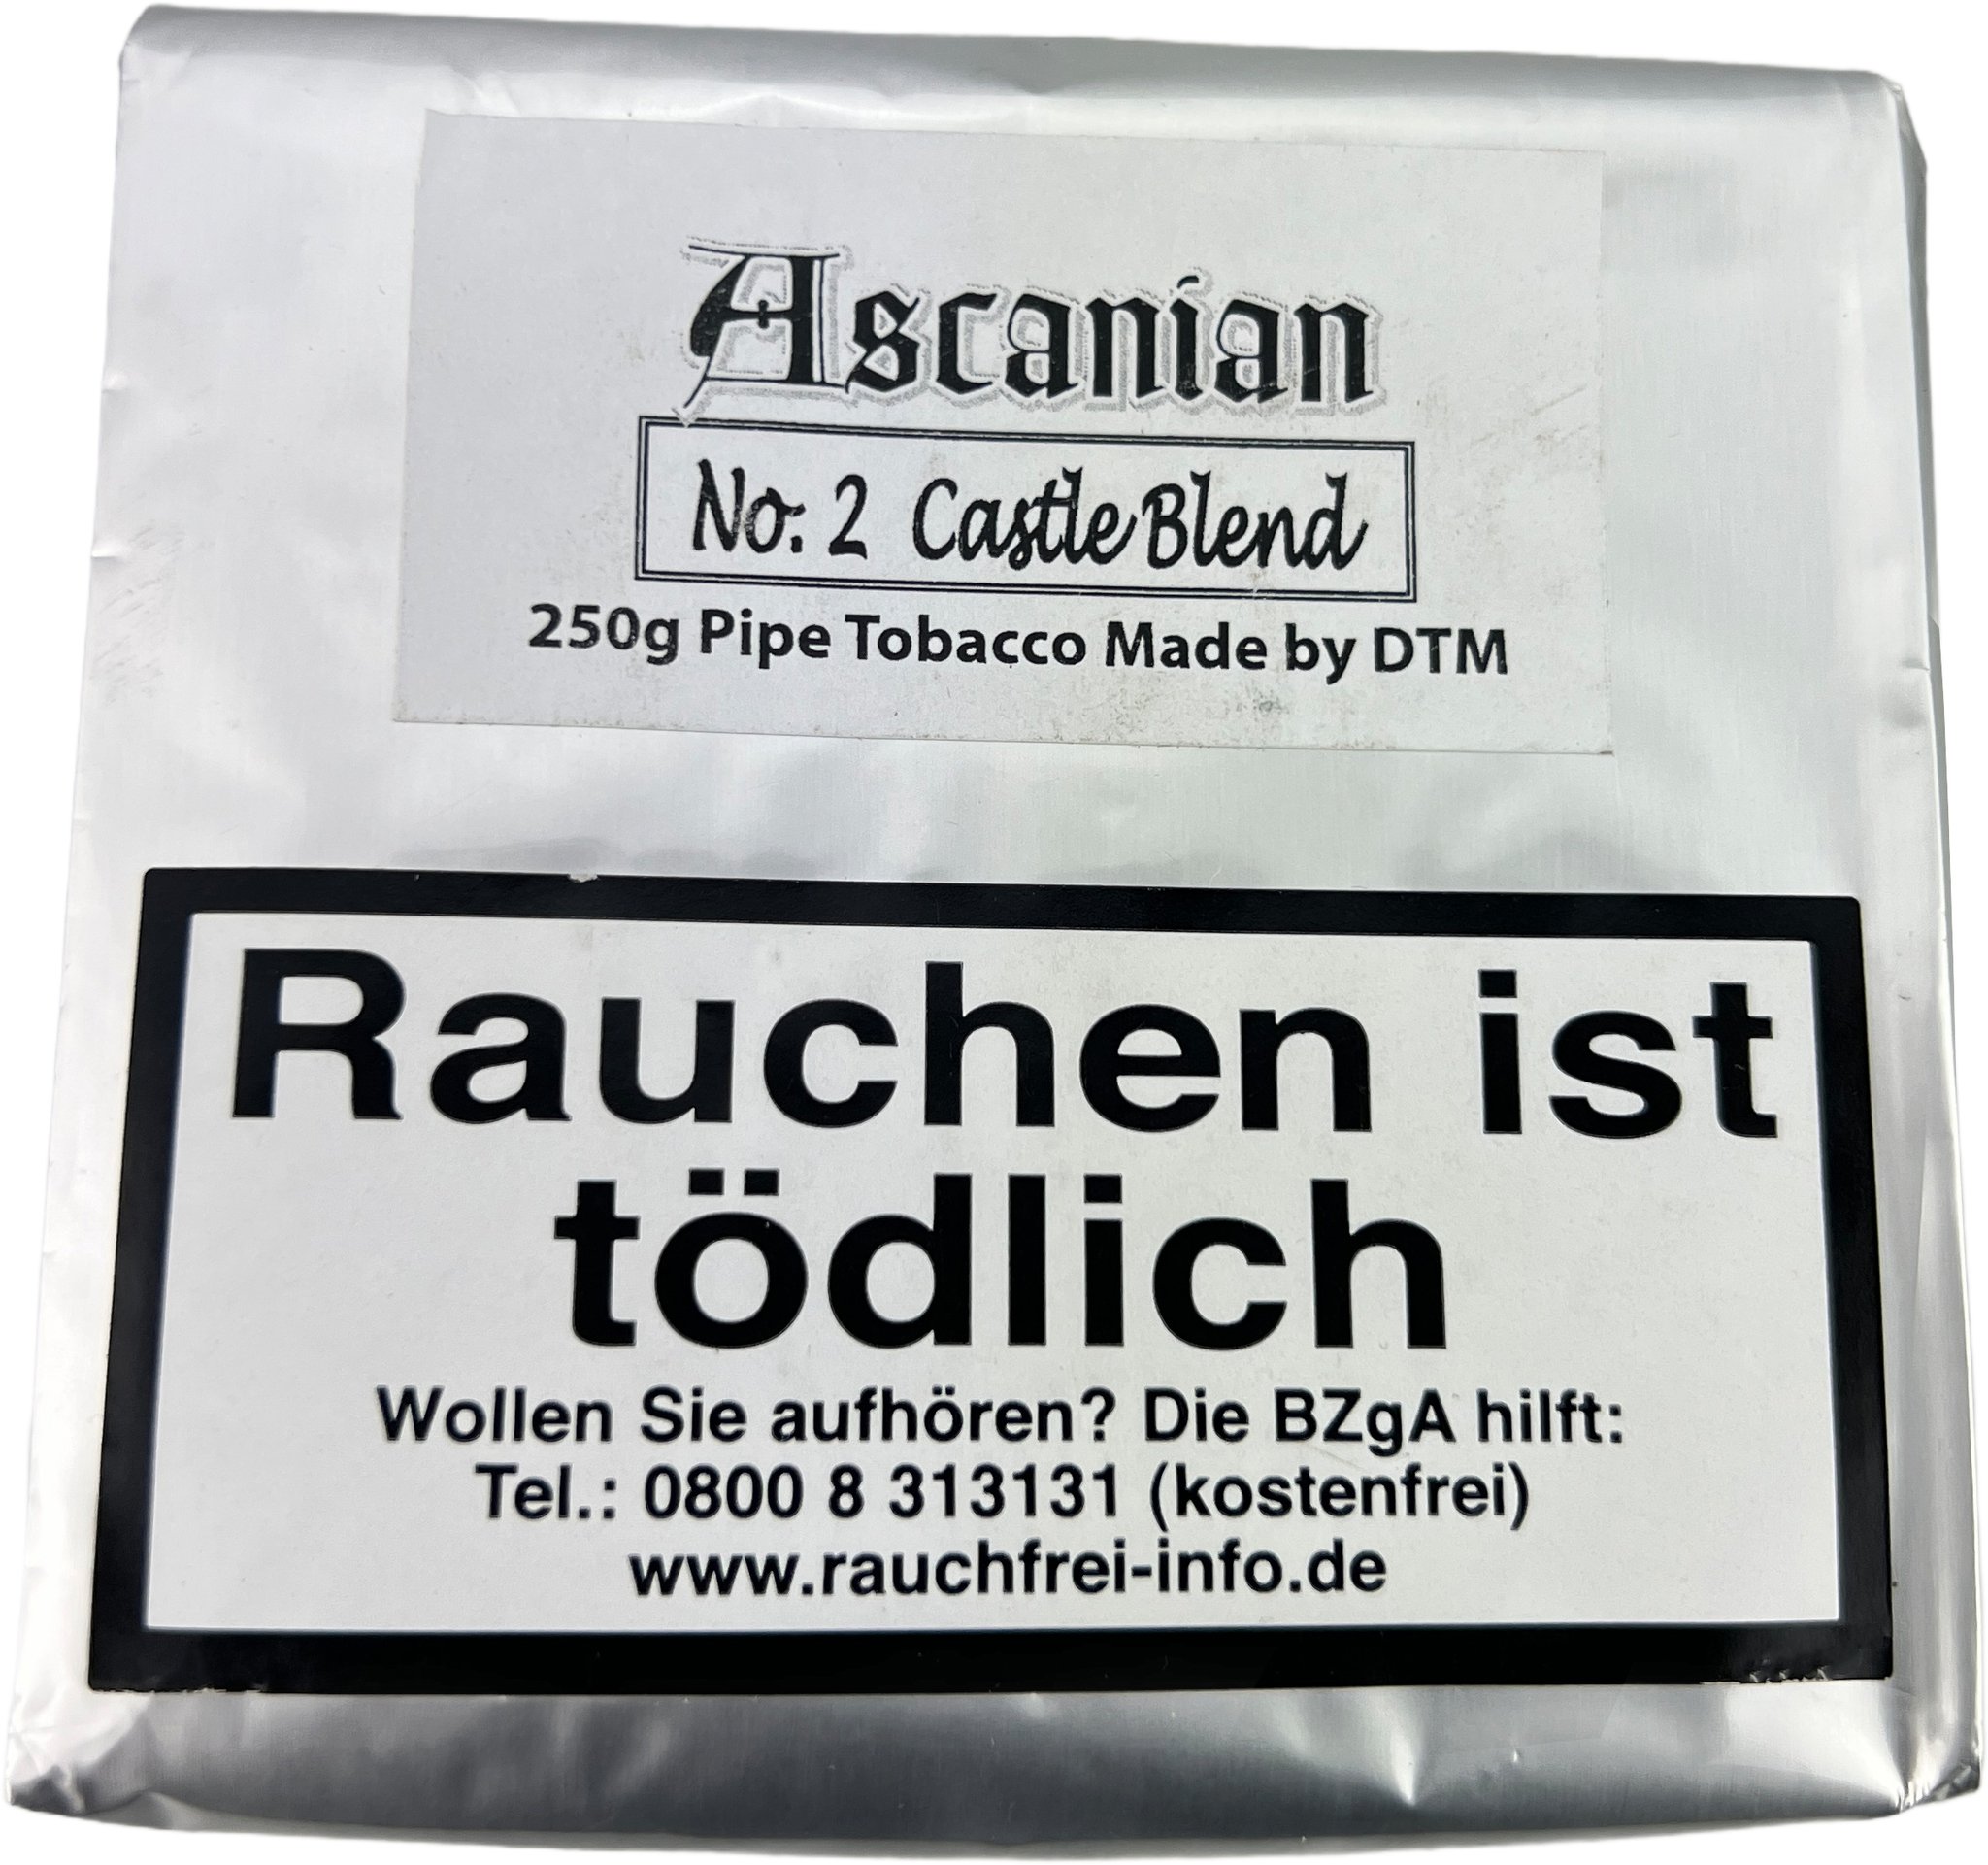 Ascanian
No. 2 Castle Blend
250g Pipe Tobacco Made by DTM
Rauchen ist
tödlich
Wollen Sie aufhören? Die BZgA hilft:
Tel.: 0800 8 313131 (kostenfrei)
www.rauchfrei-info.de